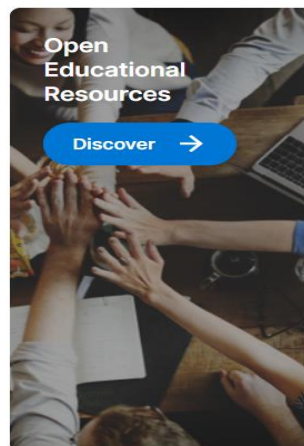 Open
Educational
Resources
Discover →